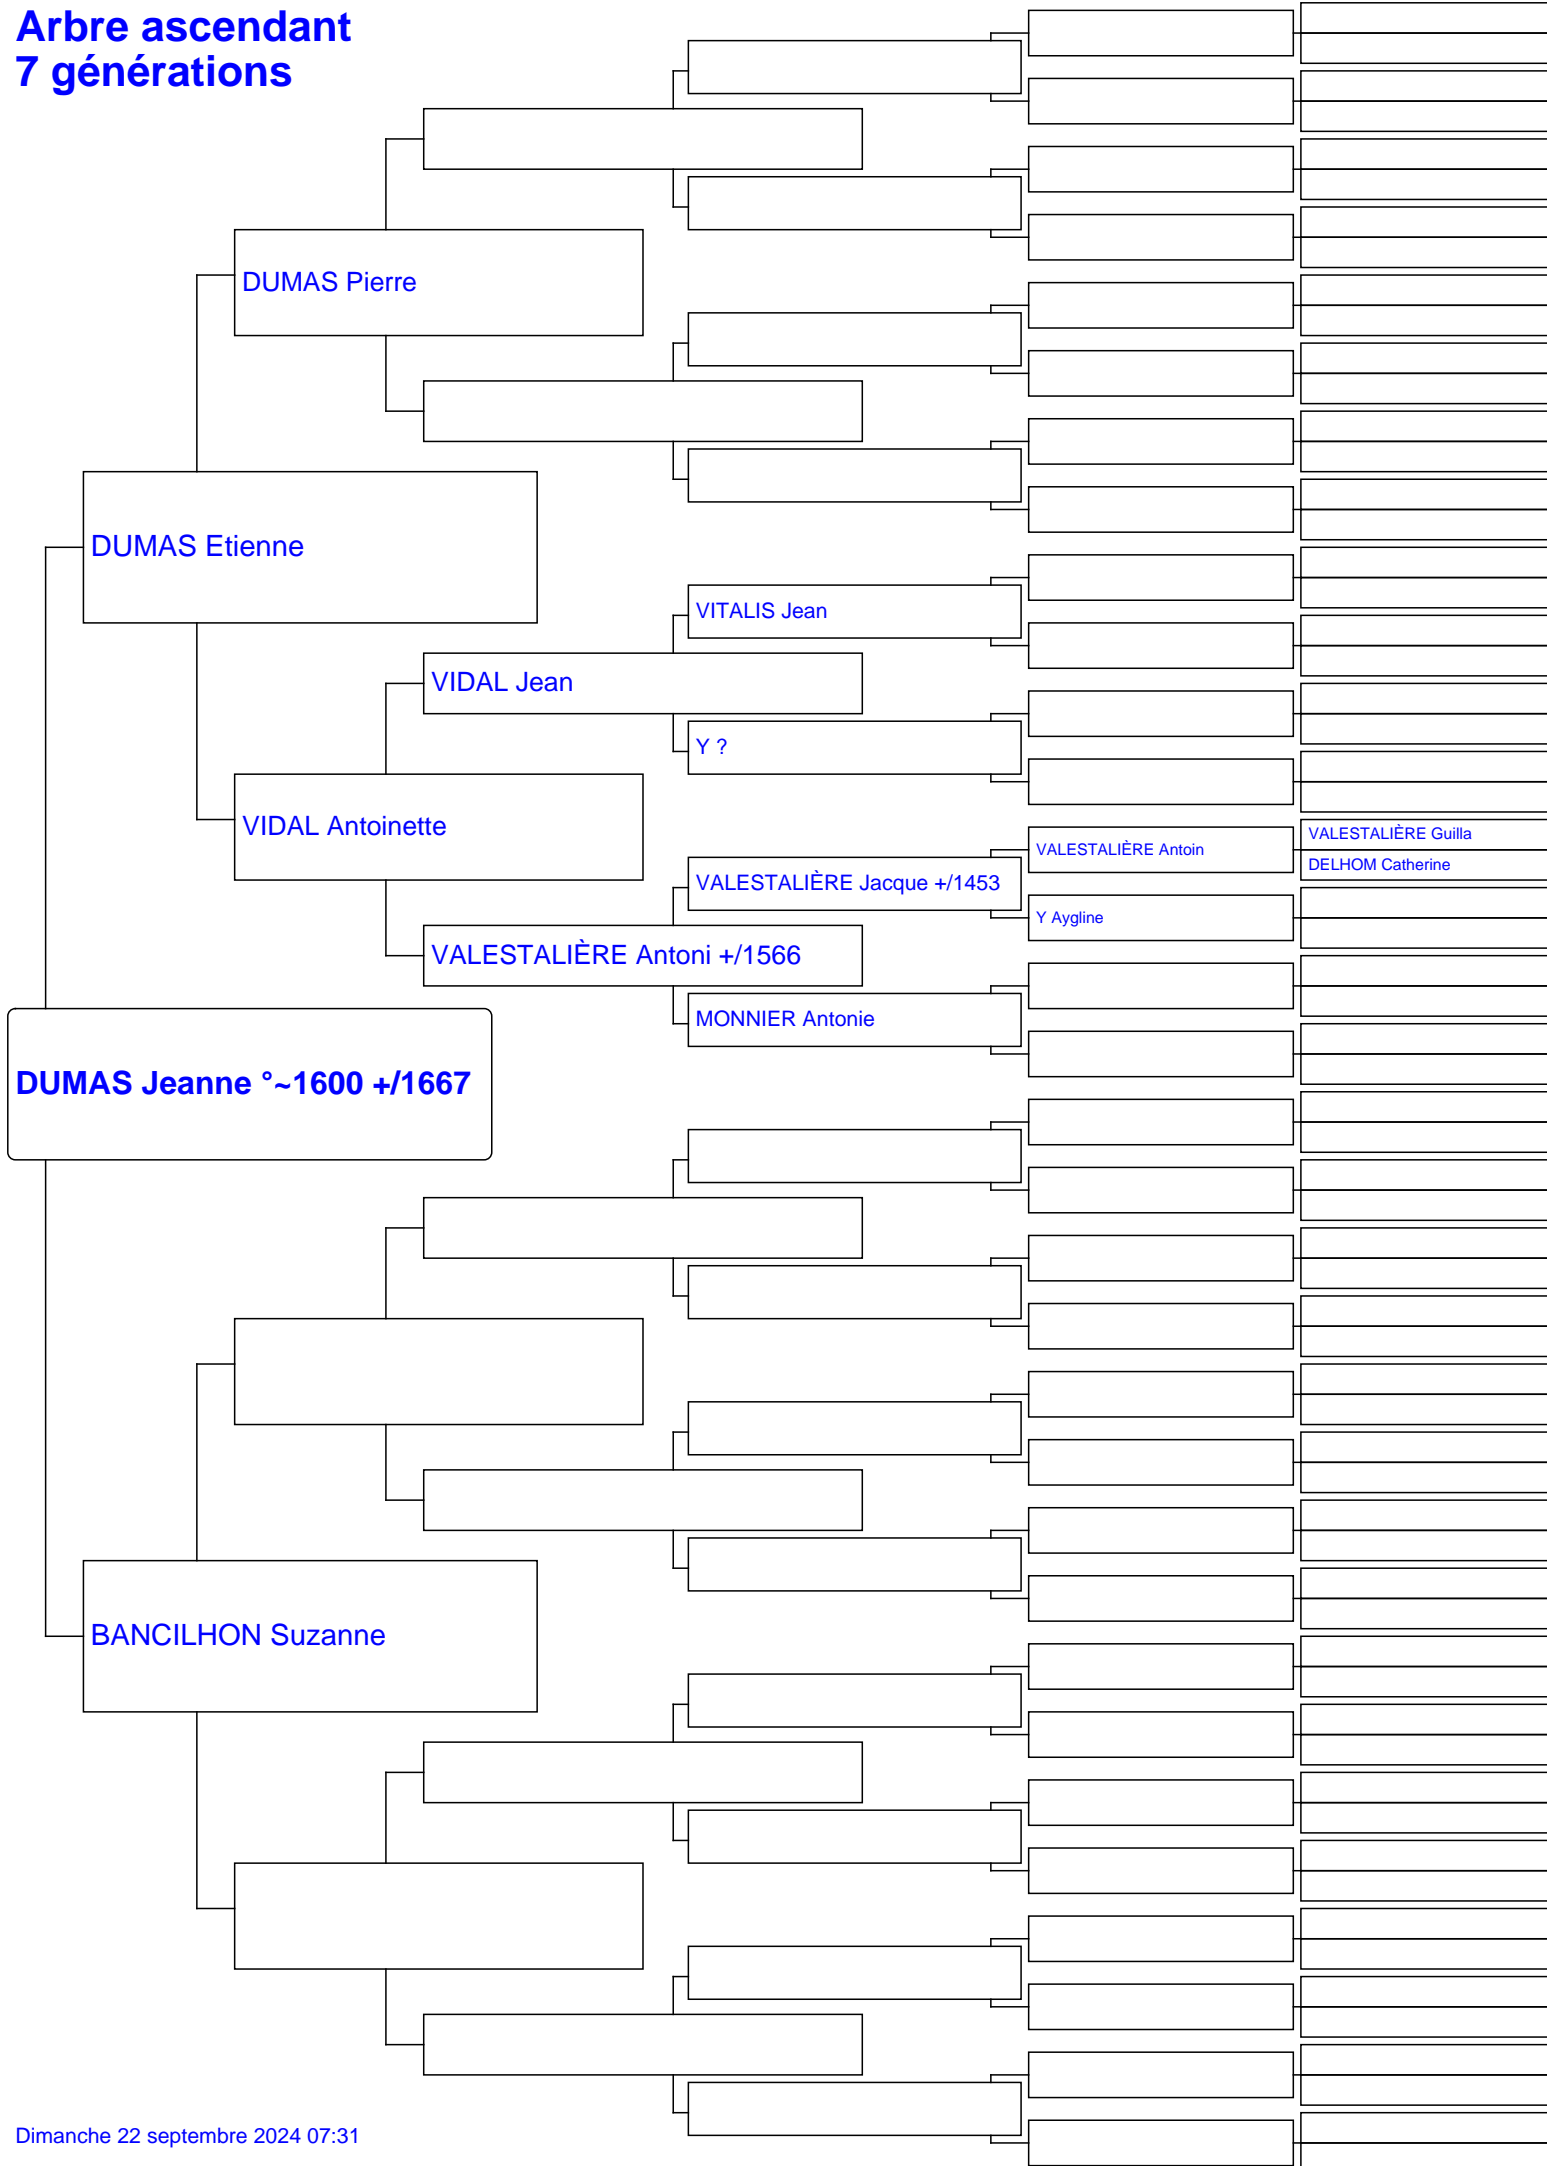 Arbre ascendant
7 générations
DUMAS Pierre
DUMAS Etienne
VITALIS Jean
VIDAL Jean
Y ?
VIDAL Antoinette
VALESTALIÈRE Guilla
VALESTALIÈRE Antoin
DELHOM Catherine
VALESTALIÈRE Jacque +/1453
Y Aygline
VALESTALIÈRE Antoni +/1566
MONNIER Antonie
DUMAS Jeanne °~1600 +/1667
BANCILHON Suzanne
Dimanche 22 septembre 2024 07:31